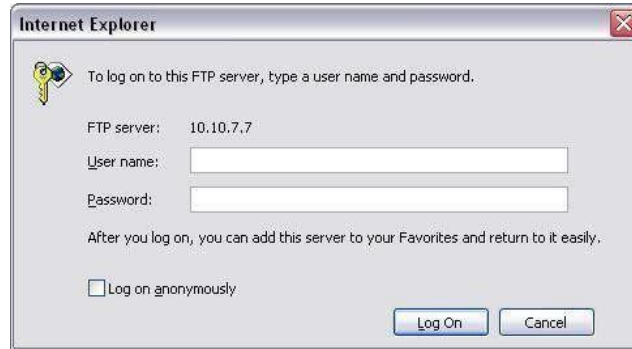 Internet Explorer
To log on to this FTP server, type a user name and password.
FTP server: 10.10.7.7
User name:
Password:
After you log on, you can add this server to your Favorites and return to it easily.
Log on anonymously
Log On Cancel